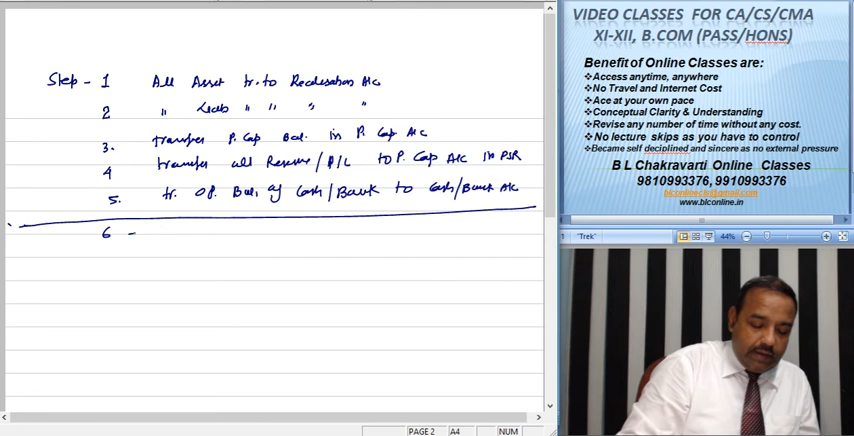 Step - 1 All Asset tr. to Realisation A/c
2 " Liab " " " "
3. transfer P. Cap Bal. in P. Cap A/c
4 transfer all Reserve / P/L to P. Cap A/c in PSR
5. tr. OP. Bal. of Cash / Bank to Cash / Bank A/c
6 -
PAGE 2 A4 NUM
VIDEO CLASSES FOR CA/CS/CMA
XI-XII, B.COM (PASS/HONS)
Benefit of Online Classes are:
❖Access anytime, anywhere
❖No Travel and Internet Cost
❖Ace at your own pace
❖Conceptual Clarity & Understanding
❖Revise any number of time without any cost.
❖No lecture skips as you have to control
❖Became self deciplined and sincere as no external pressure
B L Chakravarti Online Classes
9810993376, 9910993376
blconlinecls@gmail.com
www.blconline.in
1 "Trek" 44%